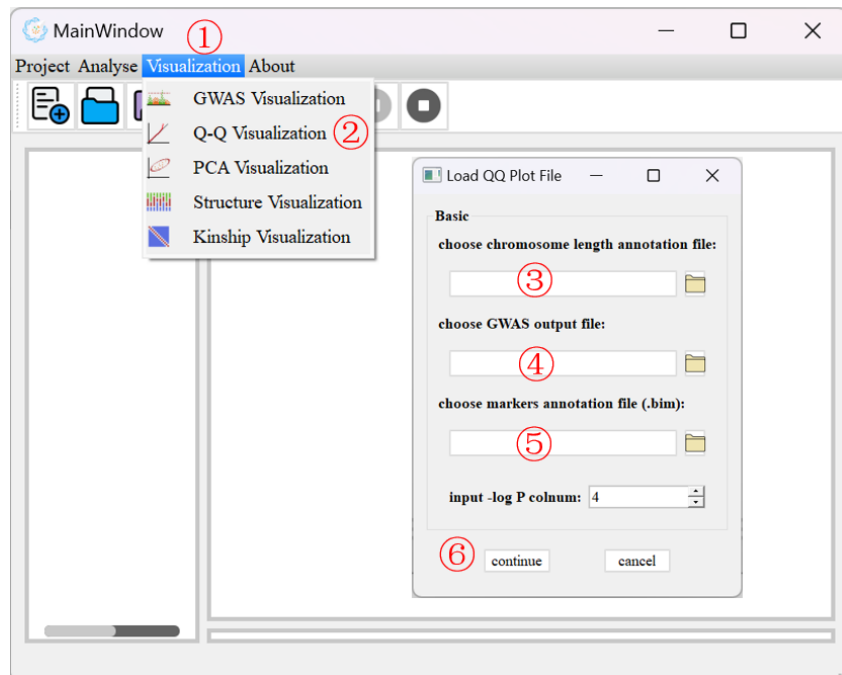 MainWindow
①
Project Analyse Visualization About
GWAS Visualization
Q-Q Visualization ②
PCA Visualization
Structure Visualization
Kinship Visualization
Load QQ Plot File
Basic
choose chromosome length annotation file:
③
choose GWAS output file:
④
choose markers annotation file (.bim):
⑤
input -log P colnum: 4
⑥ continue cancel